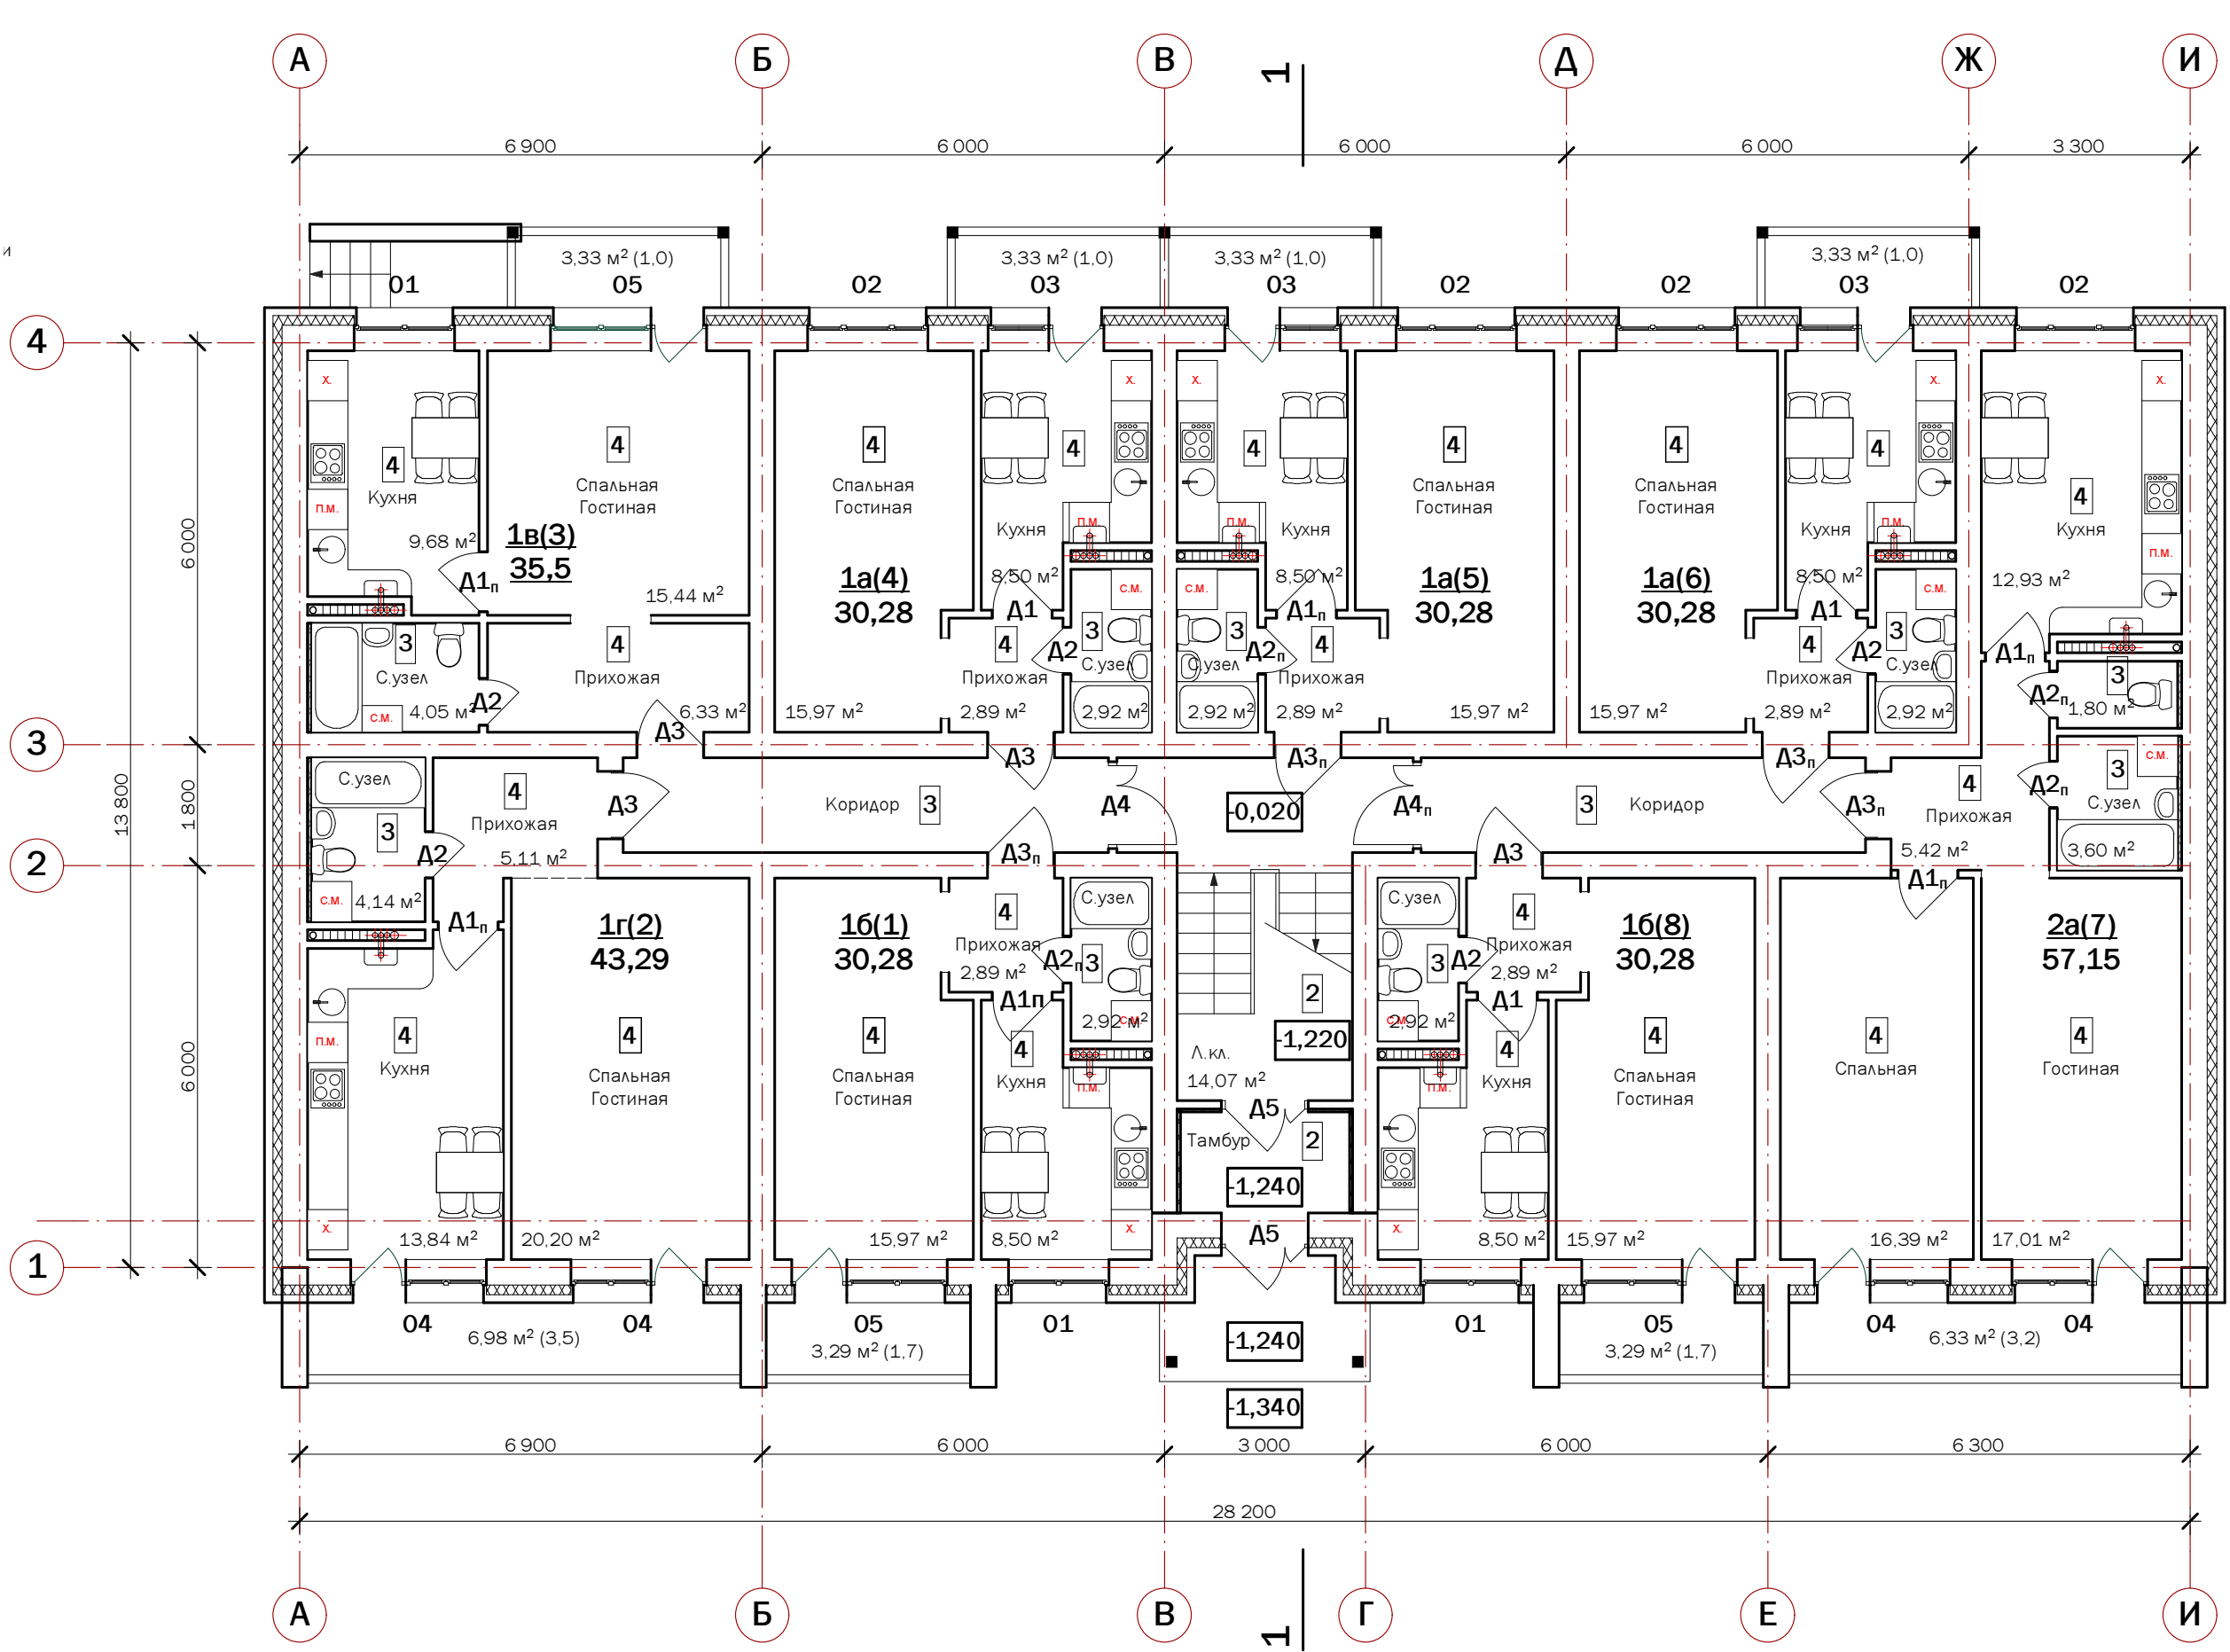 А Б В 1 Д Ж И
6 900 6 000 6 000 6 000 3 300
и
3,33 м² (1,0) 3,33 м² (1,0) 3,33 м² (1,0) 3,33 м² (1,0)
01 05 02 03 03 02 02 03 02
4
Х. Х. Х. Х. Х.
4 4 4 4 4 4 4 4 4
Спальная Спальная Спальная Спальная
Гостиная Гостиная Гостиная Гостиная
Кухня Кухня Кухня Кухня Кухня
П.М. П.М. П.М. П.М. П.М.
6 000
9,68 м² 1в(3)
35,5
1а(4) 1а(5) 1а(6)
30,28 30,28 30,28
8,50 м² 8,50 м² 8,50 м² 12,93 м²
Д1п 15,44 м² С.М. С.М. С.М.
Д1 Д1п Д1
3 4 4 3 3 4 4 3
Д2 Д2п Д2 Д1п
С.узел Прихожая Прихожая С.узел С.узел Прихожая Прихожая С.узел 3
Д2п
4,05 м² Д2 6,33 м² 15,97 м² 2,89 м² 2,92 м² 2,92 м² 2,89 м² 15,97 м² 15,97 м² 2,89 м² 2,92 м² 1,80 м²
С.М. Д3
3
Д3 Д3п Д3п С.М.
С.узел 4 4 3
13 800 1 800
3 Прихожая Д3 Коридор 3 Д4 -0,020 Д4п 3 Коридор Д3п Прихожая Д2п С.узел
Д2 5,11 м² Д3п Д3 5,42 м² 3,60 м²
2
Д1п
С.М. 4,14 м² С.узел С.узел
Д1п 1г(2) 1б(1) 4 4 1б(8) 2а(7)
43,29 30,28 Прихожая Прихожая 30,28 57,15
2,89 м² Д2п 3 3 Д2 2,89 м²
Д1п 2 Д1
П.М. 4 4 4 4 2,92 м² С.М. -1,220 С.М. 2,92 м² 4 4 4 4
6 000
Кухня Спальная Спальная Кухня Л.кл. Кухня Спальная Спальная Гостиная
Гостиная Гостиная П.М. 14,07 м² П.М. Гостиная
Д5
Тамбур 2
-1,240
Х. Х. Д5 Х.
13,84 м² 20,20 м² 15,97 м² 8,50 м² 8,50 м² 15,97 м² 16,39 м² 17,01 м²
1
04 04 05 01 01 05 04 04
6,98 м² (3,5) 3,29 м² (1,7) -1,240 3,29 м² (1,7) 6,33 м² (3,2)
-1,340
6 900 6 000 3 000 6 000 6 300
28 200
А Б В 1 Г Е И